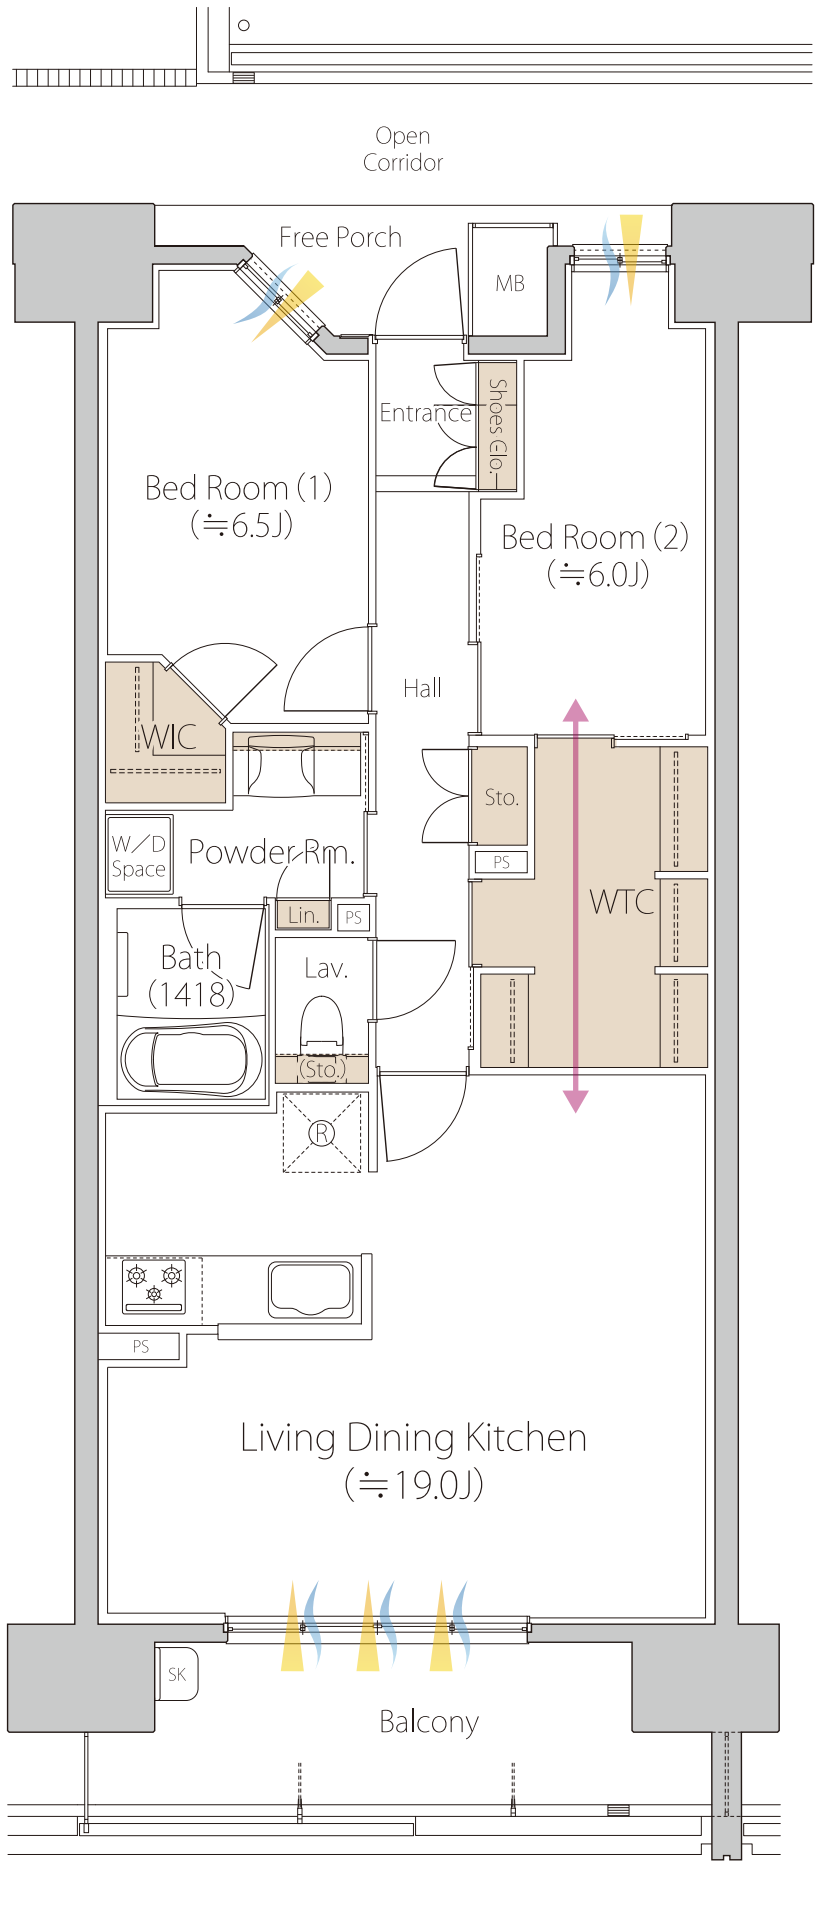 Open
Corridor
Free Porch
MB
Entrance
Shoes Clo.
Bed Room (1)
(≒6.5J)
Bed Room (2)
(≒6.0J)
Hall
WIC
Sto.
W/D
Space
Powder Rm.
PS
WTC
Lin.
PS
Bath
(1418)
Lav.
(Sto.)
R
PS
Living Dining Kitchen
(≒19.0J)
SK
Balcony